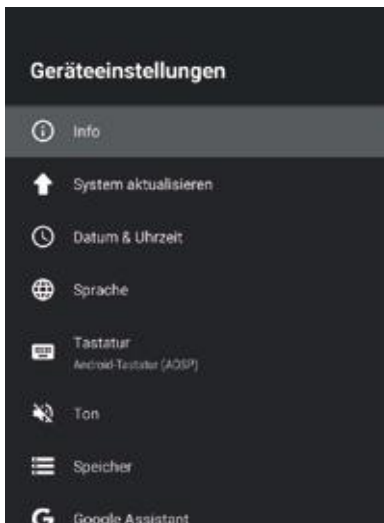 Geräteeinstellungen
Info
System aktualisieren
Datum & Uhrzeit
Sprache
Tastatur
Android-Tastatur (AOSP)
Ton
Speicher
Google Assistant